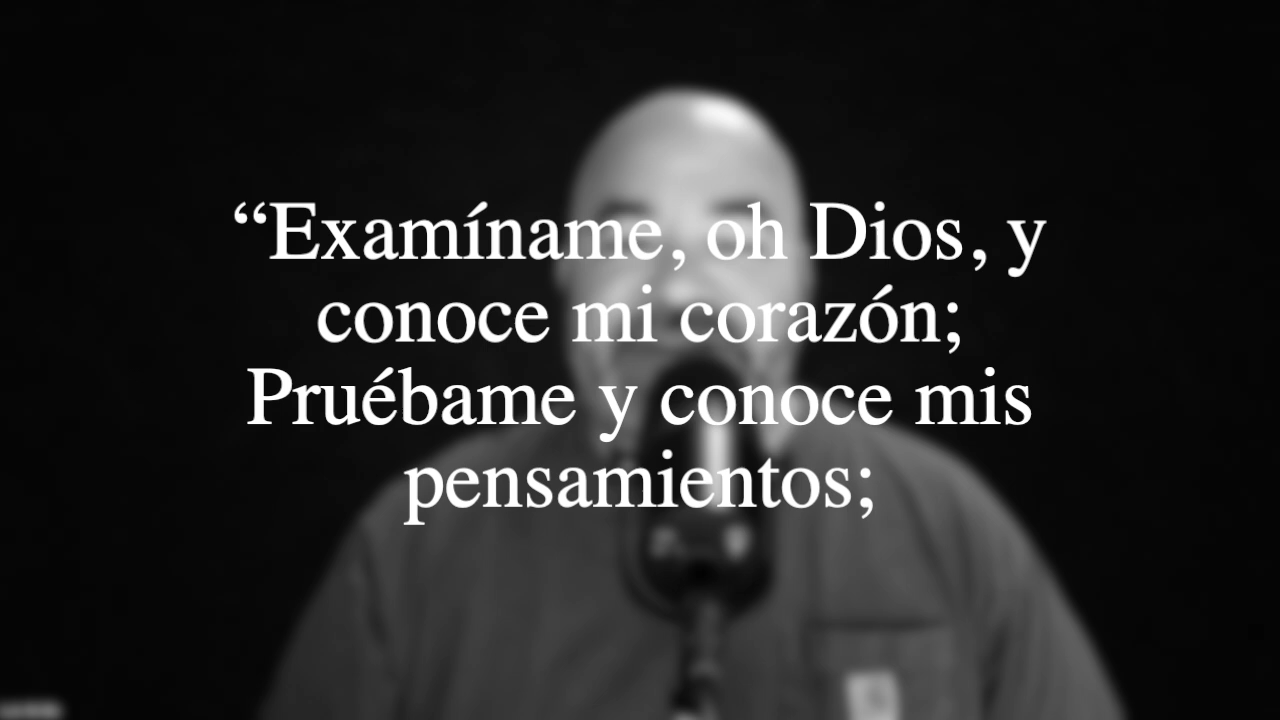 “Examíname, oh Dios, y
conoce mi corazón;
Pruébame y conoce mis
pensamientos;